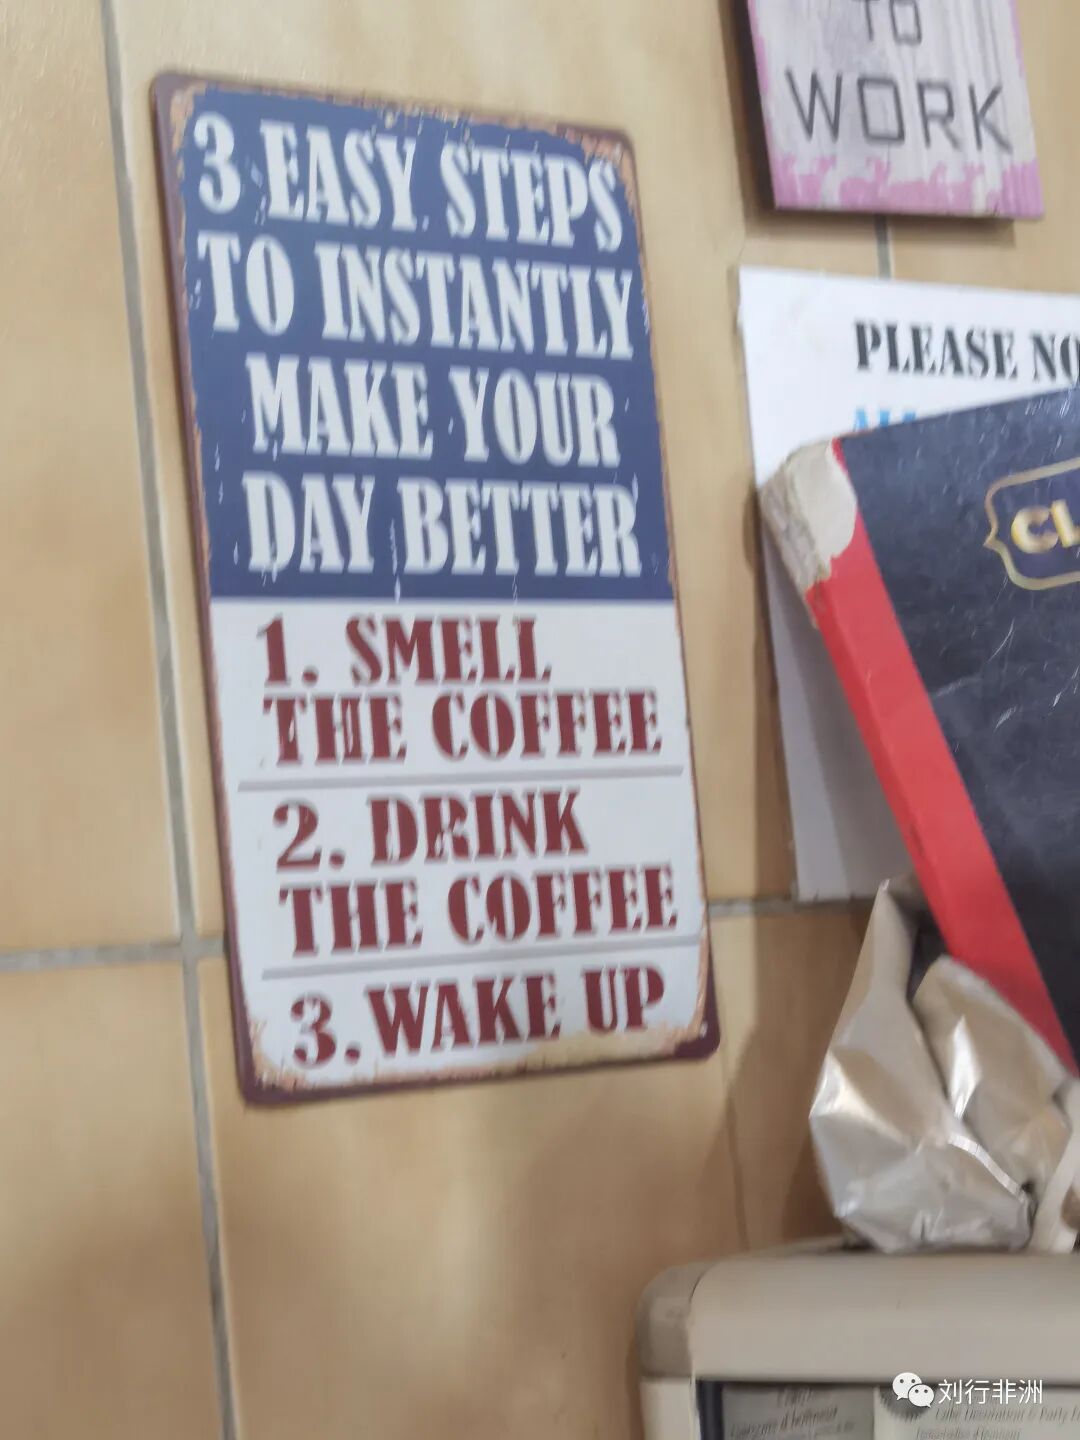 3 EASY STEPS
TO INSTANTLY
MAKE YOUR
DAY BETTER
1. SMELL
THE COFFEE
2. DRINK
THE COFFEE
3. WAKE UP
TO
WORK
PLEASE
刘行非洲